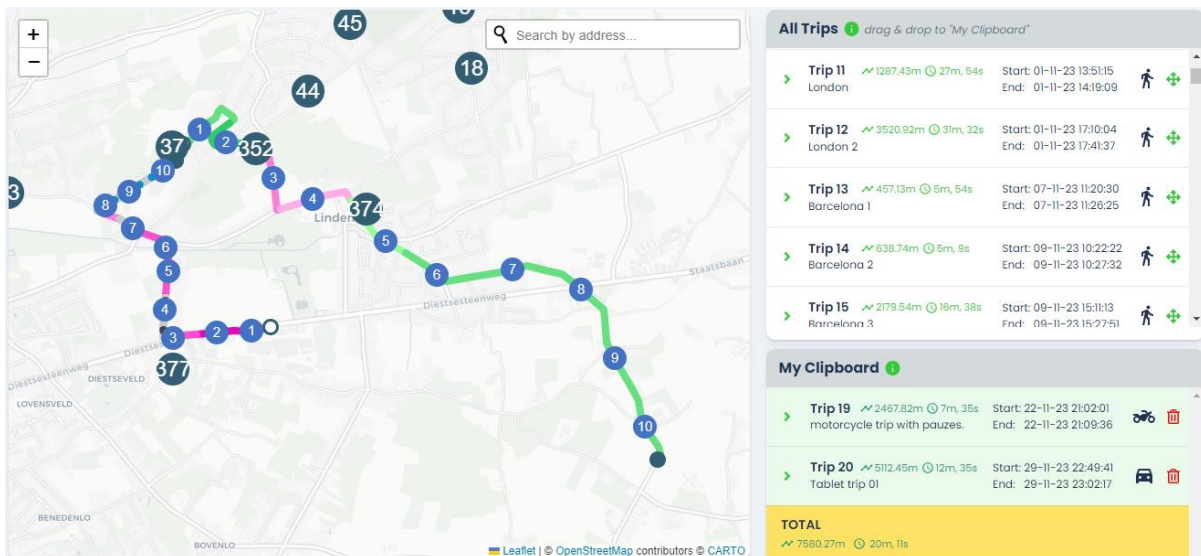 +
−
Search by address...
45
18
44
1
37
2
352
10
3
9
3
4
8
374
Linden
7
5
6
6
7
5
8
Staatsbaan
4
Diestsesteenweg
3
2
1
Diestsesteenweg
9
377
DIESTSEVELD
LOVENSVELD
10
BENEDENLO
BOVENLO
Leaflet | © OpenStreetMap contributors © CARTO
All Trips i drag & drop to "My Clipboard"
Trip 11 1287.43m 27m, 54s Start: 01-11-23 13:51:15
London End: 01-11-23 14:19:09
Trip 12 3520.92m 31m, 32s Start: 01-11-23 17:10:04
London 2 End: 01-11-23 17:41:37
Trip 13 457.13m 5m, 54s Start: 07-11-23 11:20:30
Barcelona 1 End: 07-11-23 11:26:25
Trip 14 638.74m 5m, 9s Start: 09-11-23 10:22:22
Barcelona 2 End: 09-11-23 10:27:32
Trip 15 2179.54m 16m, 38s Start: 09-11-23 15:11:13
Barcelona 3 End: 09-11-23 15:27:51
My Clipboard i
Trip 19 2467.82m 7m, 35s Start: 22-11-23 21:02:01
motorcycle trip with pauzes. End: 22-11-23 21:09:36
Trip 20 5112.45m 12m, 35s Start: 29-11-23 22:49:41
Tablet trip 01 End: 29-11-23 23:02:17
TOTAL
7580.27m 20m, 11s